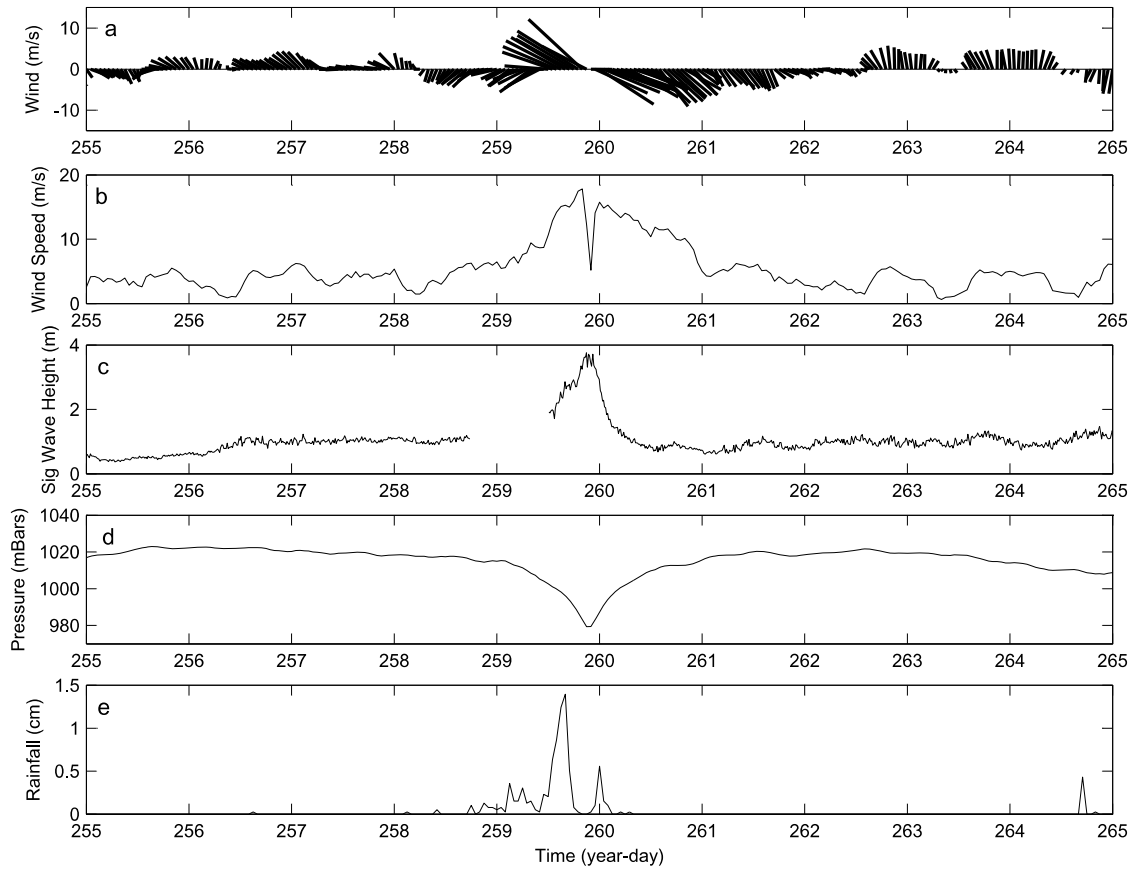 a
Wind (m/s)
10
0
-10
255 256 257 258 259 260 261 262 263 264 265
b
Wind Speed (m/s)
20
10
0
255 256 257 258 259 260 261 262 263 264 265
c
Sig Wave Height (m)
4
2
0
255 256 257 258 259 260 261 262 263 264 265
d
Pressure (mBars)
1040
1020
1000
980
255 256 257 258 259 260 261 262 263 264 265
e
Rainfall (cm)
1.5
1
0.5
0
255 256 257 258 259 260 261 262 263 264 265
Time (year-day)